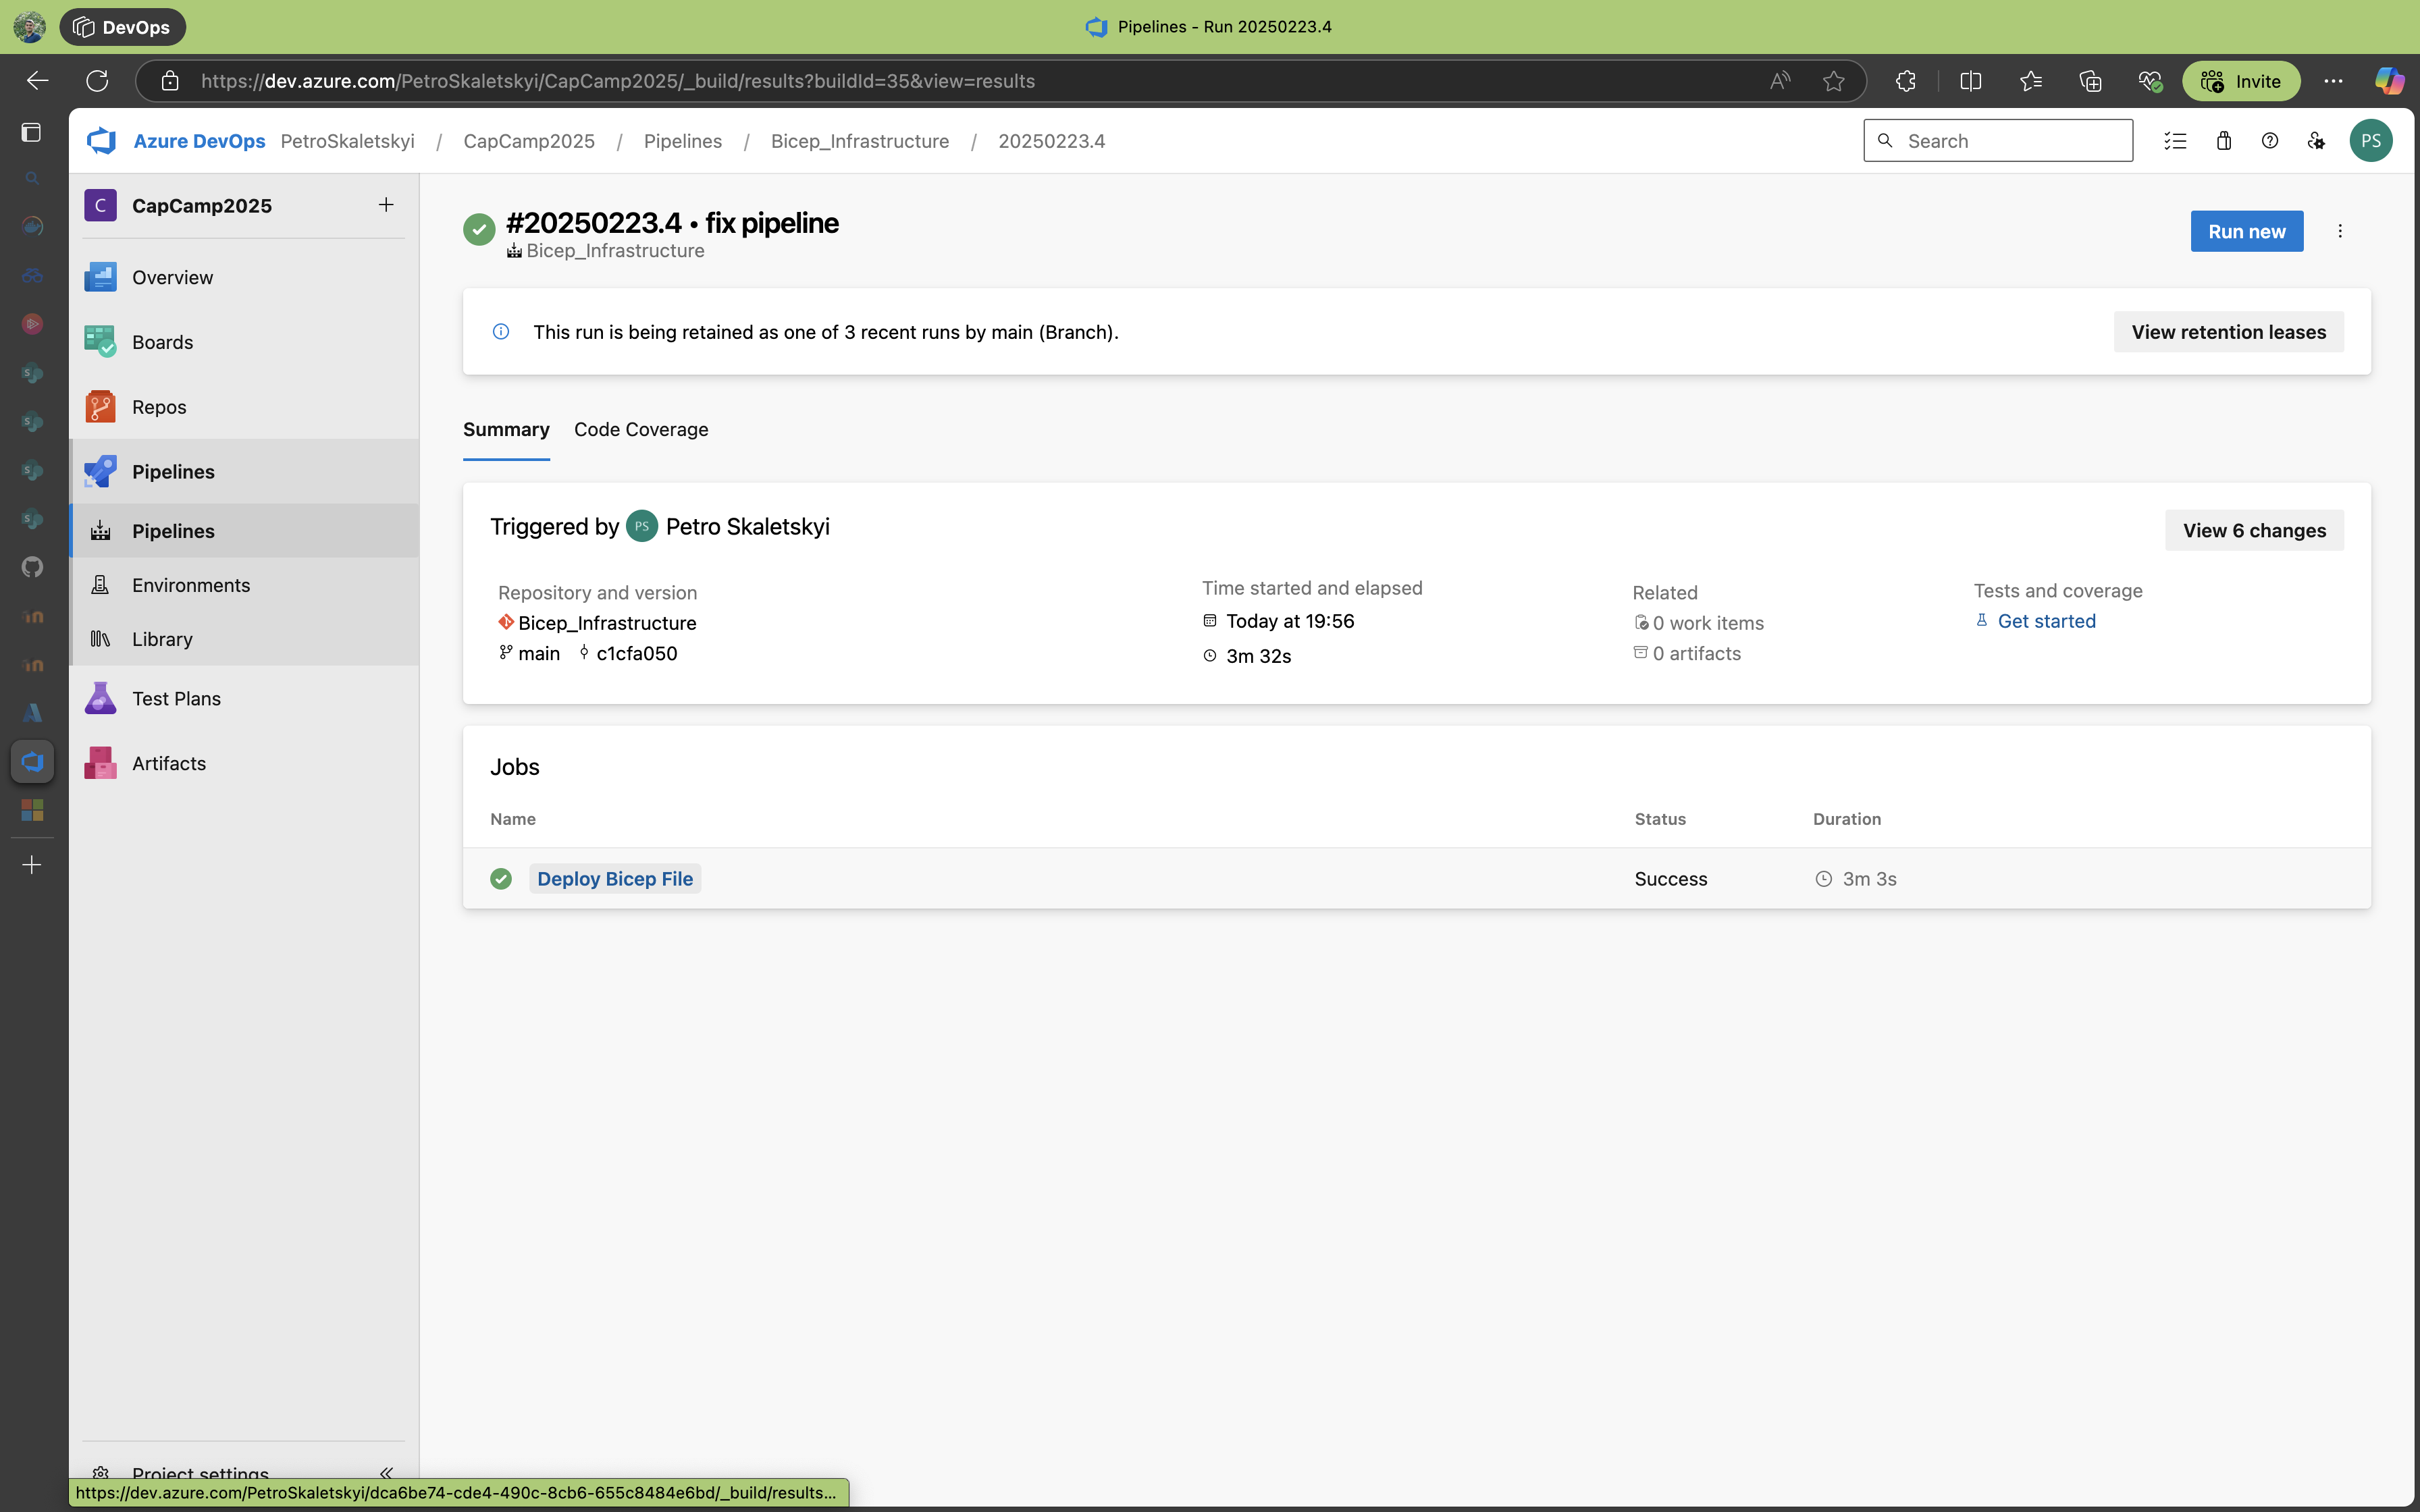 DevOps
Pipelines - Run 20250223.4
https://dev.azure.com/PetroSkaletskyi/CapCamp2025/_build/results?buildId=35&view=results
Invite
Azure DevOps PetroSkaletskyi / CapCamp2025 / Pipelines / Bicep_Infrastructure / 20250223.4
Search
PS
C CapCamp2025
Overview
Boards
Repos
Pipelines
Pipelines
Environments
Library
Test Plans
Artifacts
Project settings
#20250223.4 • fix pipeline
Bicep_Infrastructure
Run new
This run is being retained as one of 3 recent runs by main (Branch).
View retention leases
Summary Code Coverage
Triggered by PS Petro Skaletskyi
View 6 changes
Repository and version
Bicep_Infrastructure
main c1cfa050
Time started and elapsed
Today at 19:56
3m 32s
Related
0 work items
0 artifacts
Tests and coverage
Get started
Jobs
Name Status Duration
Deploy Bicep File Success 3m 3s
https://dev.azure.com/PetroSkaletskyi/dca6be74-cde4-490c-8cb6-655c8484e6bd/_build/results...